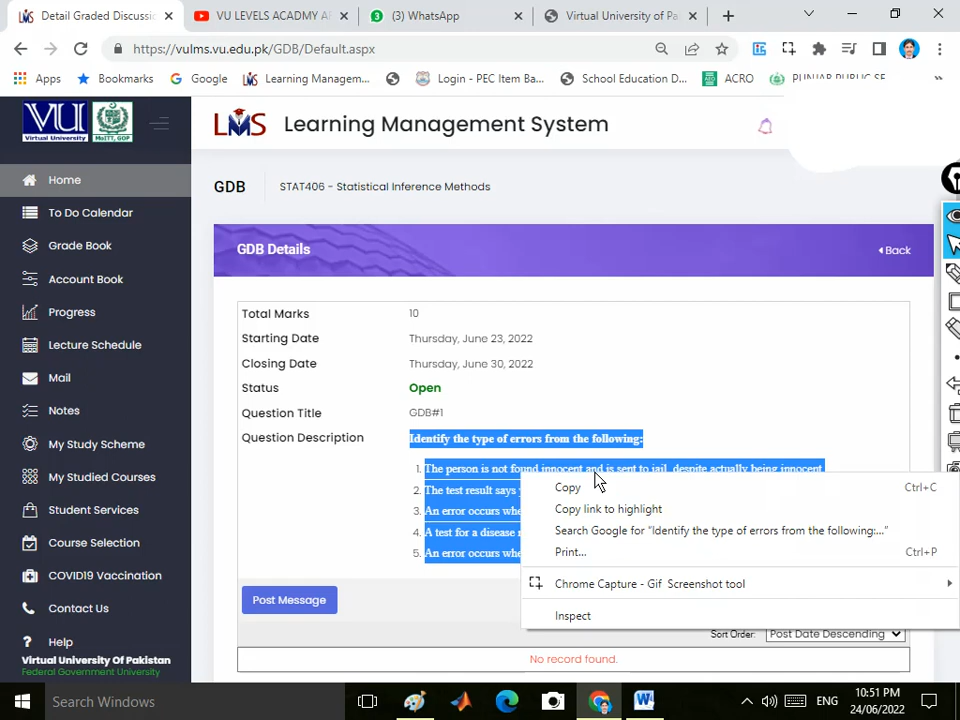 Detail Graded Discussi
VU LEVELS ACADMY A
(3) WhatsApp
Virtual University of P
https://vulms.vu.edu.pk/GDB/Default.aspx
Apps
Bookmarks
Google
Learning Managem...
Login - PEC Item Ba...
School Education D...
ACRO
»
VU
Virtual University
MoITT, GOP
LMS
Learning Management System
Home
To Do Calendar
Grade Book
Account Book
Progress
Lecture Schedule
Mail
Notes
My Study Scheme
My Studied Courses
Student Services
Course Selection
COVID19 Vaccination
Contact Us
Help
Virtual University Of Pakistan
Federal Government University
GDB
STAT406 - Statistical Inference Methods
GDB Details
Back
Total Marks 10
Starting Date Thursday, June 23, 2022
Closing Date Thursday, June 30, 2022
Status Open
Question Title GDB#1
Question Description Identify the type of errors from the following:
1. The person is not found innocent and is sent to jail, despite actually being innocent
2. The test result says
3. An error occurs whe
4. A test for a disease
5. An error occurs whe
Copy Ctrl+C
Copy link to highlight
Search Google for “Identify the type of errors from the following:...”
Print... Ctrl+P
Chrome Capture - Gif Screenshot tool
Inspect
Post Message
Sort Order: Post Date Descending
No record found.
Search Windows
ENG
10:51 PM
24/06/2022